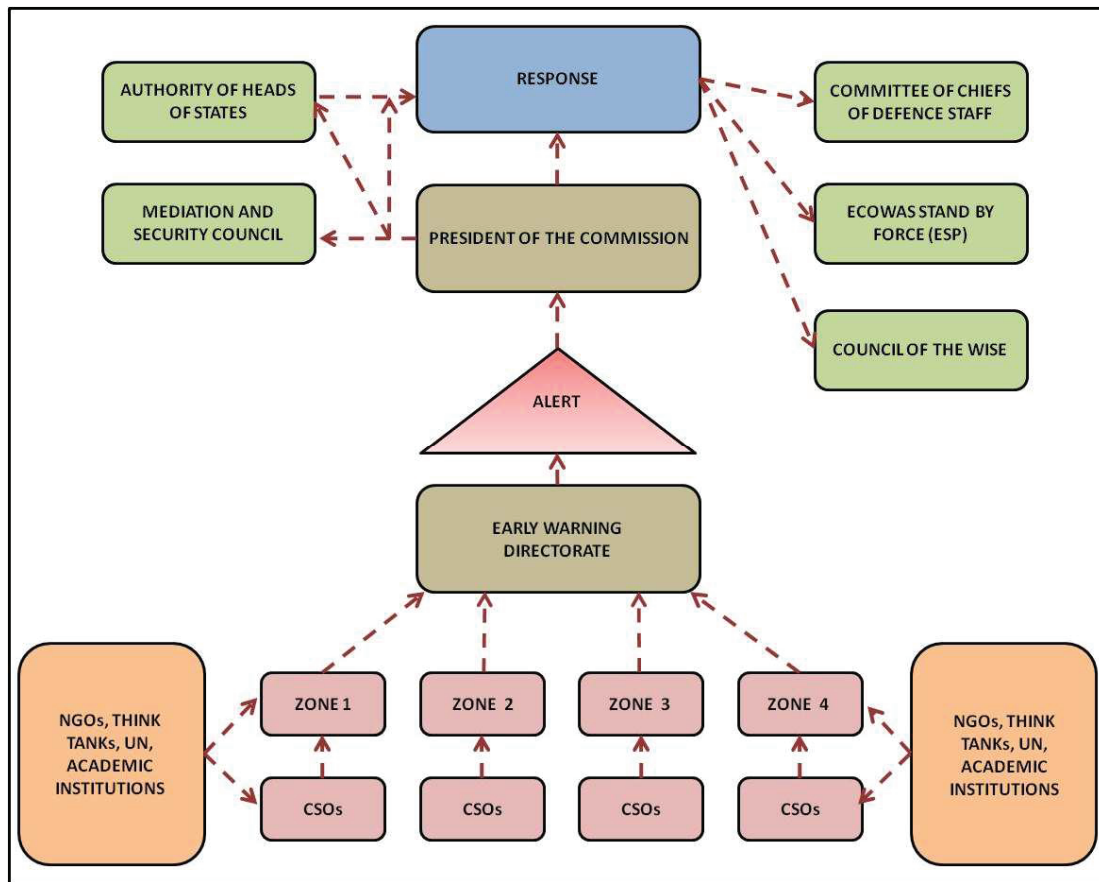 RESPONSE
AUTHORITY OF HEADS
OF STATES
COMMITTEE OF CHIEFS
OF DEFENCE STAFF
MEDIATION AND
SECURITY COUNCIL
PRESIDENT OF THE COMMISSION
ECOWAS STAND BY
FORCE (ESP)
COUNCIL OF THE WISE
ALERT
EARLY WARNING
DIRECTORATE
NGOs, THINK
TANKs, UN,
ACADEMIC
INSTITUTIONS
ZONE 1
ZONE 2
ZONE 3
ZONE 4
CSOs
CSOs
CSOs
CSOs
NGOs, THINK
TANKs, UN,
ACADEMIC
INSTITUTIONS